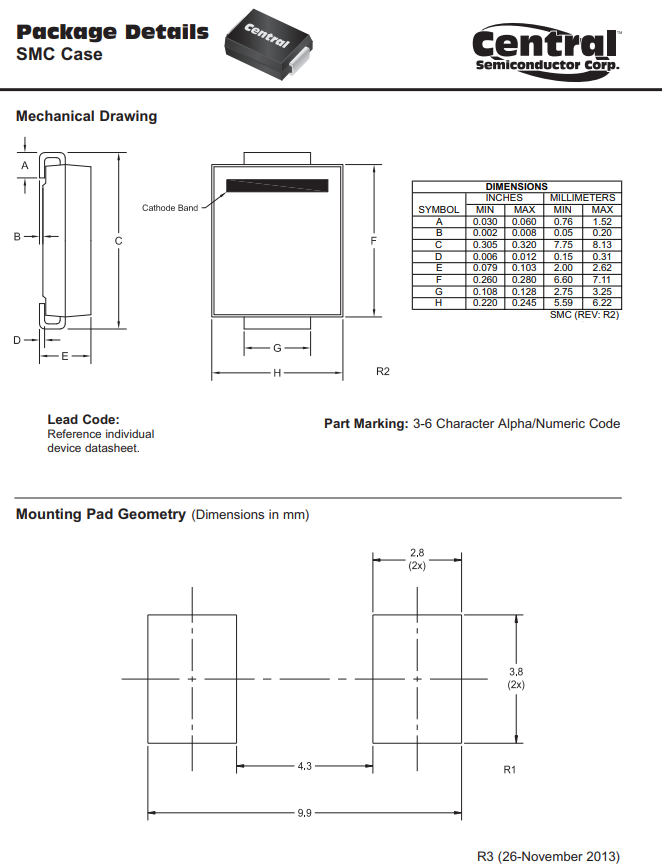 Package Details
SMC Case
Central
Central™
Semiconductor Corp.
Mechanical Drawing
A
B
C
D
E
Cathode Band
F
G
H
R2
DIMENSIONS
INCHES MILLIMETERS
SYMBOL MIN MAX MIN MAX
A 0.030 0.060 0.76 1.52
B 0.002 0.008 0.05 0.20
C 0.305 0.320 7.75 8.13
D 0.006 0.012 0.15 0.31
E 0.079 0.103 2.00 2.62
F 0.260 0.280 6.60 7.11
G 0.108 0.128 2.75 3.25
H 0.220 0.245 5.59 6.22
SMC (REV: R2)
Lead Code:
Reference individual
device datasheet.
Part Marking: 3-6 Character Alpha/Numeric Code
Mounting Pad Geometry (Dimensions in mm)
2.8
(2x)
3.8
(2x)
4.3
R1
9.9
R3 (26-November 2013)